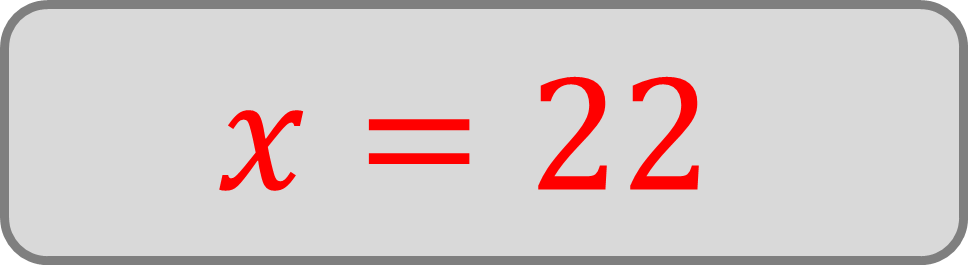 x = 22